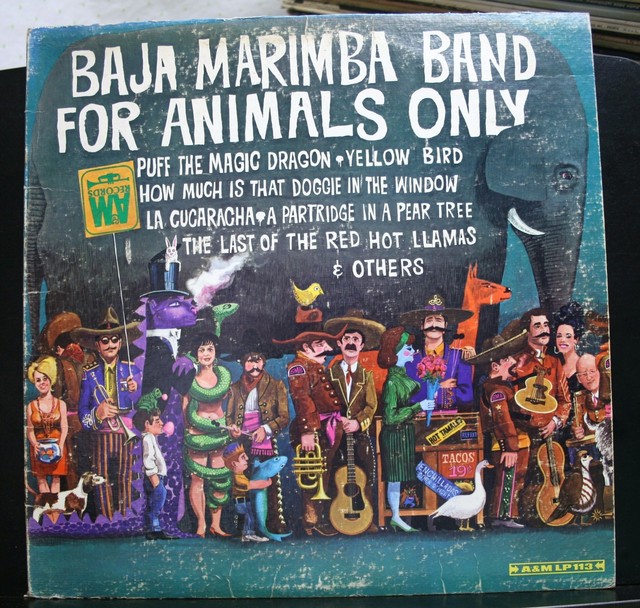 BAJA MARIMBA BAND
FOR ANIMALS ONLY
PUFF THE MAGIC DRAGON • YELLOW BIRD
HOW MUCH IS THAT DOGGIE IN THE WINDOW
LA CUCARACHA • A PARTRIDGE IN A PEAR TREE
THE LAST OF THE RED HOT LLAMAS
& OTHERS
A&M
RECORDS
HOT TAMALES
TACOS
19¢
ENCHILADAS
A&M LP 113